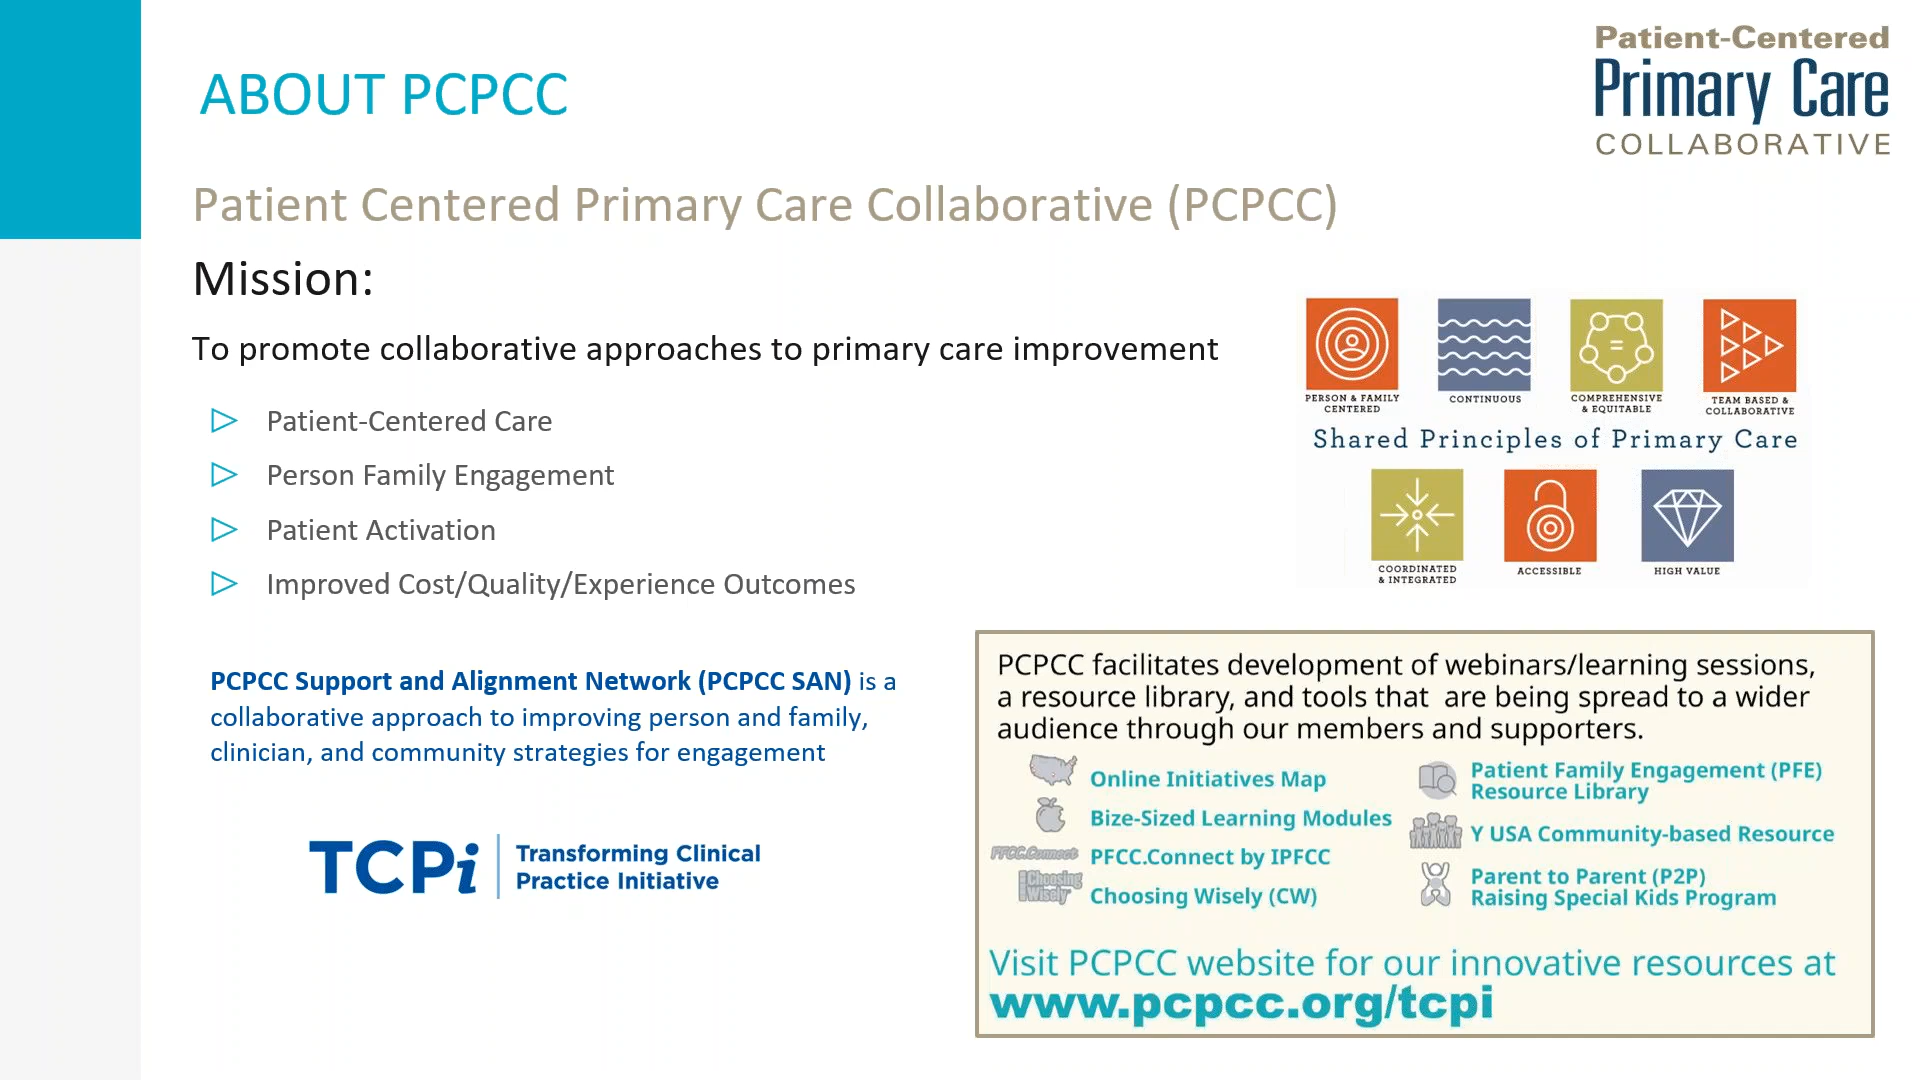 Patient-Centered
Primary Care
COLLABORATIVE
ABOUT PCPCC
Patient Centered Primary Care Collaborative (PCPCC)
Mission:
To promote collaborative approaches to primary care improvement
Patient-Centered Care
Person Family Engagement
Patient Activation
Improved Cost/Quality/Experience Outcomes
PERSON & FAMILY
CENTERED
CONTINUOUS
COMPREHENSIVE
& EQUITABLE
TEAM BASED &
COLLABORATIVE
Shared Principles of Primary Care
COORDINATED
& INTEGRATED
ACCESSIBLE
HIGH VALUE
PCPCC Support and Alignment Network (PCPCC SAN) is a
collaborative approach to improving person and family,
clinician, and community strategies for engagement
TCPi
Transforming Clinical
Practice Initiative
PCPCC facilitates development of webinars/learning sessions,
a resource library, and tools that are being spread to a wider
audience through our members and supporters.
Online Initiatives Map
Bize-Sized Learning Modules
PFCC.Connect
PFCC.Connect by IPFCC
Choosing
Wisely
Choosing Wisely (CW)
Patient Family Engagement (PFE)
Resource Library
Y USA Community-based Resource
Parent to Parent (P2P)
Raising Special Kids Program
Visit PCPCC website for our innovative resources at
www.pcpcc.org/tcpi